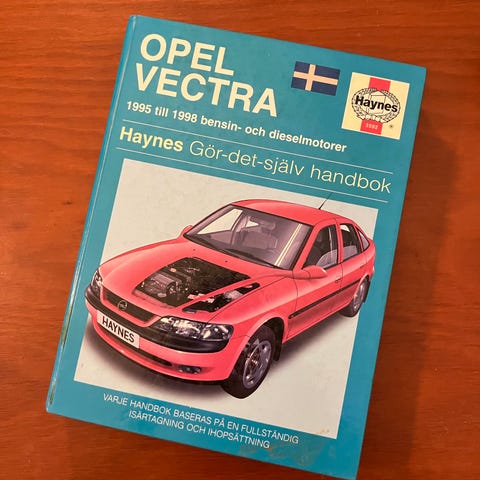 OPEL
VECTRA
1995 till 1998 bensin- och dieselmotorer
Haynes
Haynes Gör-det-själv handbok
HAYNES
VARJE HANDBOK BASERAS PÅ EN FULLSTÄNDIG
ISÄRTAGNING OCH IHOPSÄTTNING